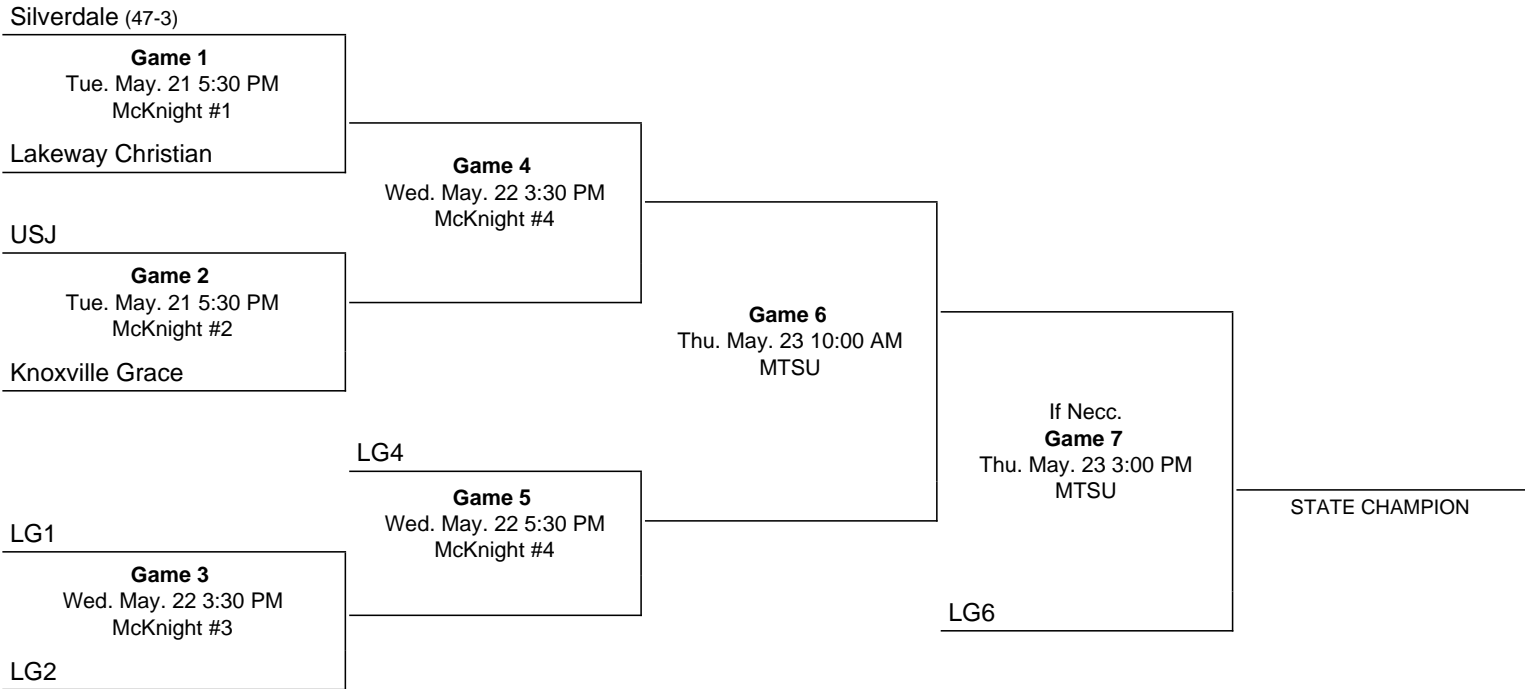 Silverdale (47-3)
Game 1
Tue. May. 21 5:30 PM
McKnight #1
Lakeway Christian
Game 4
Wed. May. 22 3:30 PM
McKnight #4
USJ
Game 2
Tue. May. 21 5:30 PM
McKnight #2
Knoxville Grace
Game 6
Thu. May. 23 10:00 AM
MTSU
If Necc.
Game 7
Thu. May. 23 3:00 PM
MTSU
STATE CHAMPION
LG4
Game 5
Wed. May. 22 5:30 PM
McKnight #4
LG1
Game 3
Wed. May. 22 3:30 PM
McKnight #3
LG2
LG6